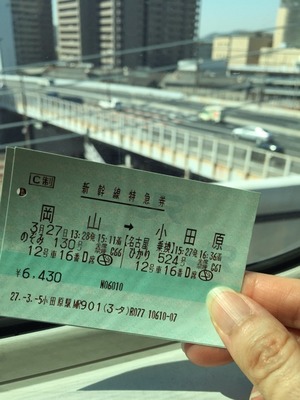 C制
新幹線特急券
岡 山 → 小田原
3月27日 13:28発 15:11着 【名古屋 乗換】 15:27発 16:36着
のぞみ 130号 C66 ひかり 524号 C61
12号車 16番D席 12号車 16番D席
¥6,430
N06010
27.-3.-5小田原駅MR901(3-タ) R077 10610-07